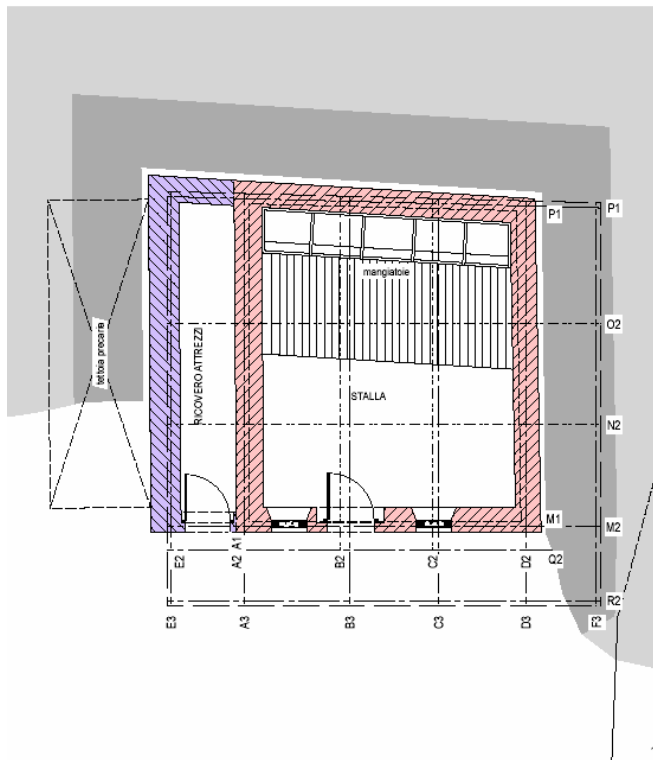 P1
P1
mangiatoie
O2
tettoia precaria
RICOVERO ATTREZZI
STALLA
N2
M1
M2
A1
E2
A2
B2
C2
D2
Q2
R2
E3
A3
B3
C3
D3
F3